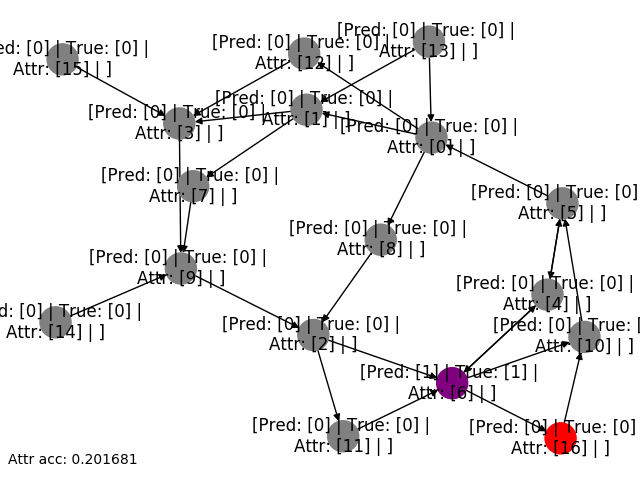 [Pred: [0] | True: [0] |
Attr: [13] | ]
[Pred: [0] | True: [0] |
Attr: [12] | ]
ed: [0] | True: [0] |
Attr: [15] | ]
[Pred: [0] | True: [0] |
Attr: [1] | ]
[Pred: [0] | True: [0] |
Attr: [3] | ]
[Pred: [0] | True: [0] |
Attr: [0] | ]
[Pred: [0] | True: [0] |
Attr: [7] | ]
[Pred: [0] | True: [0]
Attr: [5] | ]
[Pred: [0] | True: [0] |
Attr: [8] | ]
[Pred: [0] | True: [0] |
Attr: [9] | ]
[Pred: [0] | True: [0] |
Attr: [4] | ]
d: [0] | True: [0] |
Attr: [14] | ]
[Pred: [0] | True: [0] |
Attr: [2] | ]
[Pred: [0] | True: [0]
Attr: [10] | ]
[Pred: [1] | True: [1] |
Attr: [6] | ]
[Pred: [0] | True: [0] |
Attr: [11] | ]
[Pred: [0] | True: [0]
Attr: [16] | ]
Attr acc: 0.201681